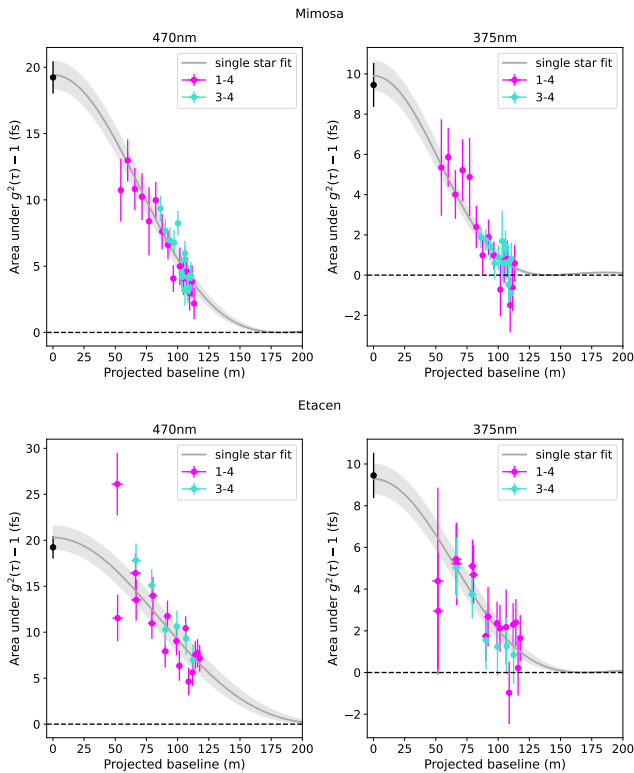 Mimosa
470nm
Area under g²(τ) − 1 (fs)
20
15
10
5
0
0 25 50 75 100 125 150 175 200
Projected baseline (m)
single star fit
1-4
3-4
375nm
Area under g²(τ) − 1 (fs)
10
8
6
4
2
0
−2
0 25 50 75 100 125 150 175 200
Projected baseline (m)
single star fit
1-4
3-4
Etacen
470nm
Area under g²(τ) − 1 (fs)
30
25
20
15
10
5
0
0 25 50 75 100 125 150 175 200
Projected baseline (m)
single star fit
1-4
3-4
375nm
Area under g²(τ) − 1 (fs)
10
8
6
4
2
0
−2
0 25 50 75 100 125 150 175 200
Projected baseline (m)
single star fit
1-4
3-4